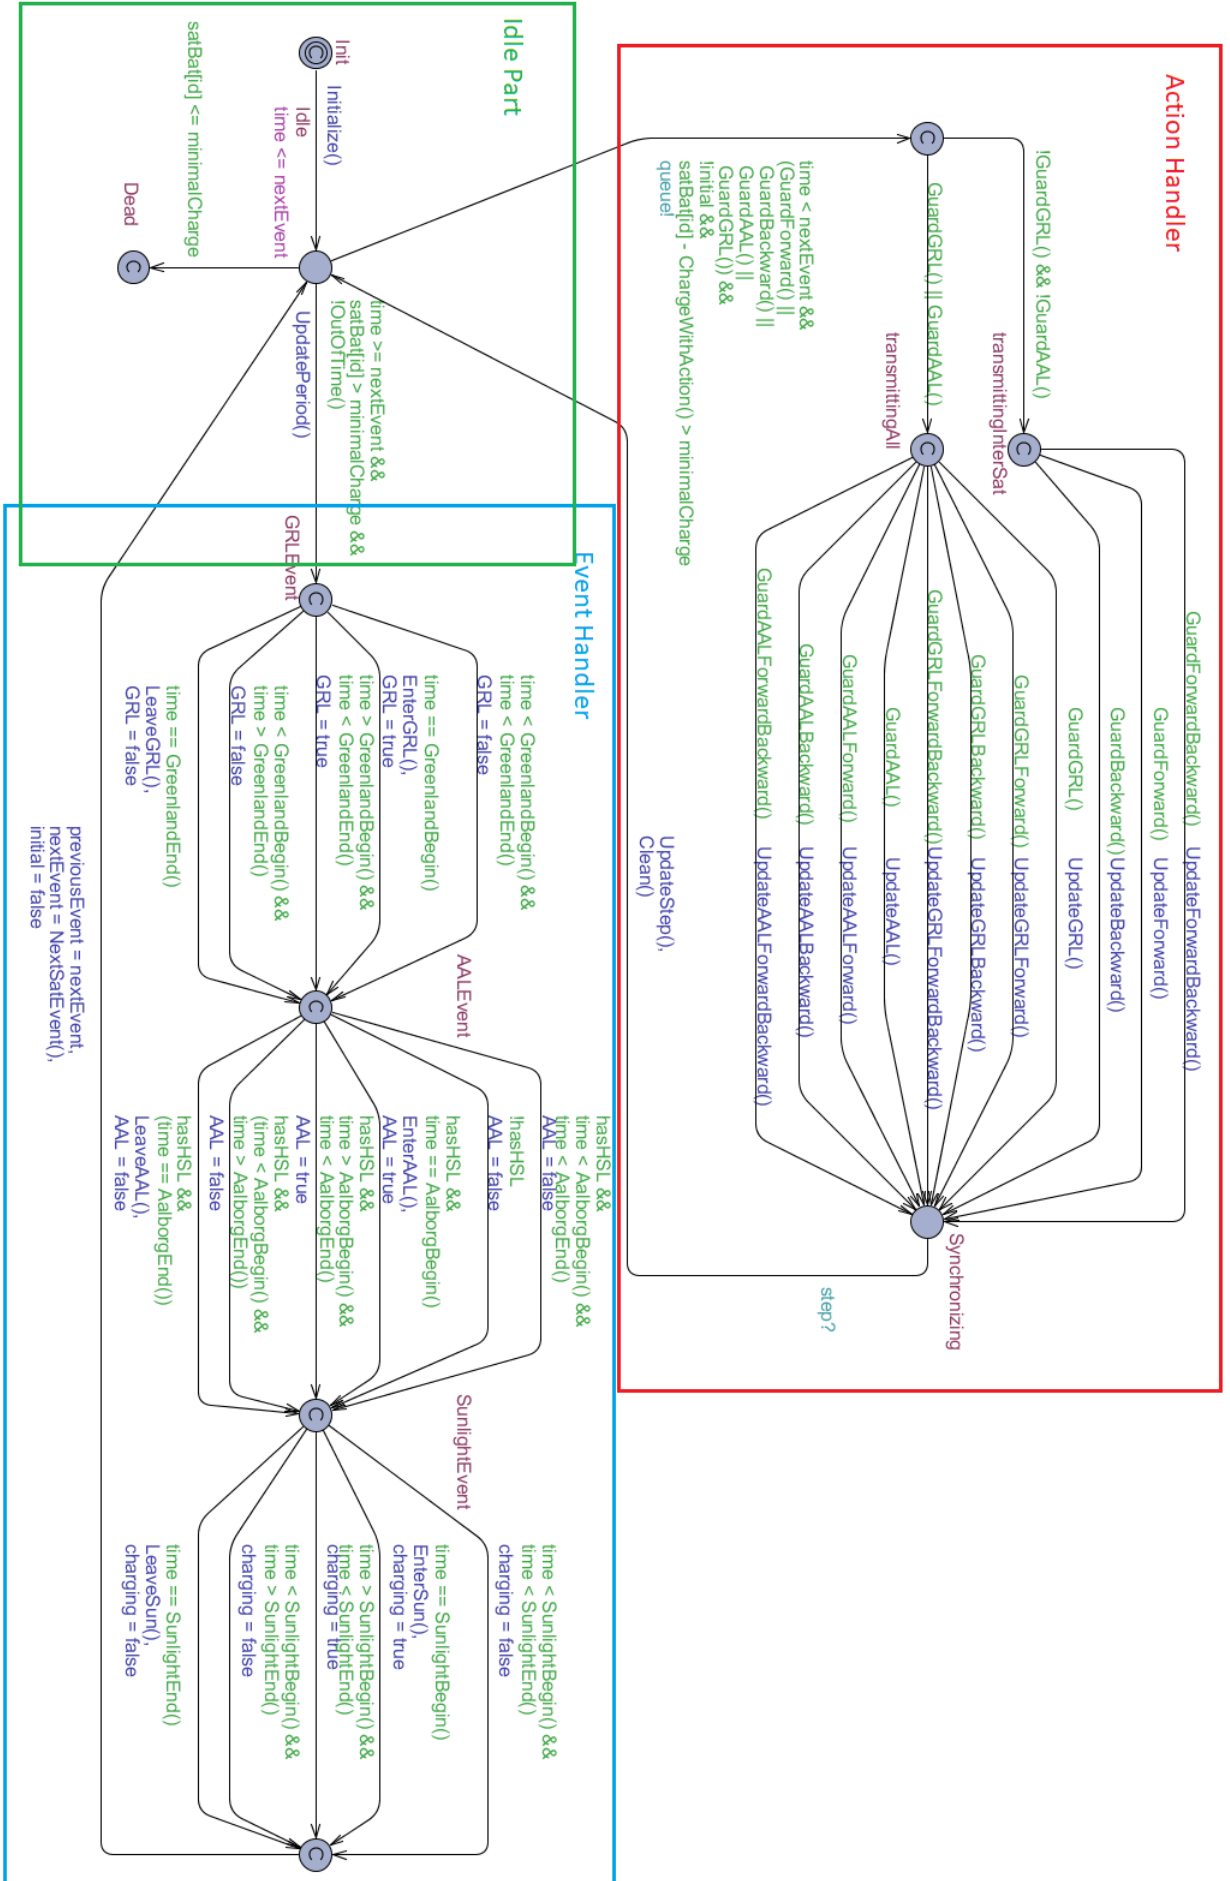 Action Handler
!GuardGRL() && !GuardAAL()
transmittingInterSat
GuardGRL() || GuardAAL()
transmittingAll
time < nextEvent &&
(GuardForward() ||
GuardBackward() ||
GuardAAL() ||
GuardGRL()) &&
!initial &&
satBat[id] - ChargeWithAction() > minimalCharge
queue!
GuardForwardBackward()
UpdateForwardBackward()
GuardForward()
UpdateForward()
GuardBackward()
UpdateBackward()
GuardGRL()
UpdateGRL()
GuardGRLForward()
UpdateGRLForward()
GuardGRLBackward()
UpdateGRLBackward()
GuardGRLForwardBackward()
UpdateGRLForwardBackward()
GuardAAL()
UpdateAAL()
GuardAALForward()
UpdateAALForward()
GuardAALBackward()
UpdateAALBackward()
GuardAALForwardBackward()
UpdateAALForwardBackward()
Synchronizing
step?
UpdateStep(),
Clean()
Idle Part
Init
Initialize()
Idle
time <= nextEvent
satBat[id] <= minimalCharge
Dead
time >= nextEvent &&
satBat[id] > minimalCharge &&
!OutOfTime()
UpdatePeriod()
Event Handler
GRLEvent
time < GreenlandBegin() &&
time < GreenlandEnd()
GRL = false
time == GreenlandBegin()
EnterGRL(),
GRL = true
time > GreenlandBegin() &&
time < GreenlandEnd()
GRL = true
time < GreenlandBegin() &&
time > GreenlandEnd()
GRL = false
time == GreenlandEnd()
LeaveGRL(),
GRL = false
AALEvent
hasHSL &&
time < AalborgBegin() &&
time < AalborgEnd()
AAL = false
!hasHSL
AAL = false
hasHSL &&
time == AalborgBegin()
EnterAAL(),
AAL = true
hasHSL &&
time > AalborgBegin() &&
time < AalborgEnd()
AAL = true
hasHSL &&
(time < AalborgBegin() &&
time > AalborgEnd())
AAL = false
hasHSL &&
(time == AalborgEnd())
LeaveAAL(),
AAL = false
SunlightEvent
time < SunlightBegin() &&
time < SunlightEnd()
charging = false
time == SunlightBegin()
EnterSun(),
charging = true
time > SunlightBegin() &&
time < SunlightEnd()
charging = true
time < SunlightBegin() &&
time > SunlightEnd()
charging = false
time == SunlightEnd()
LeaveSun(),
charging = false
previousEvent = nextEvent,
nextEvent = NextSatEvent(),
initial = false
C
C
C
C
C
C
C
C
C
C